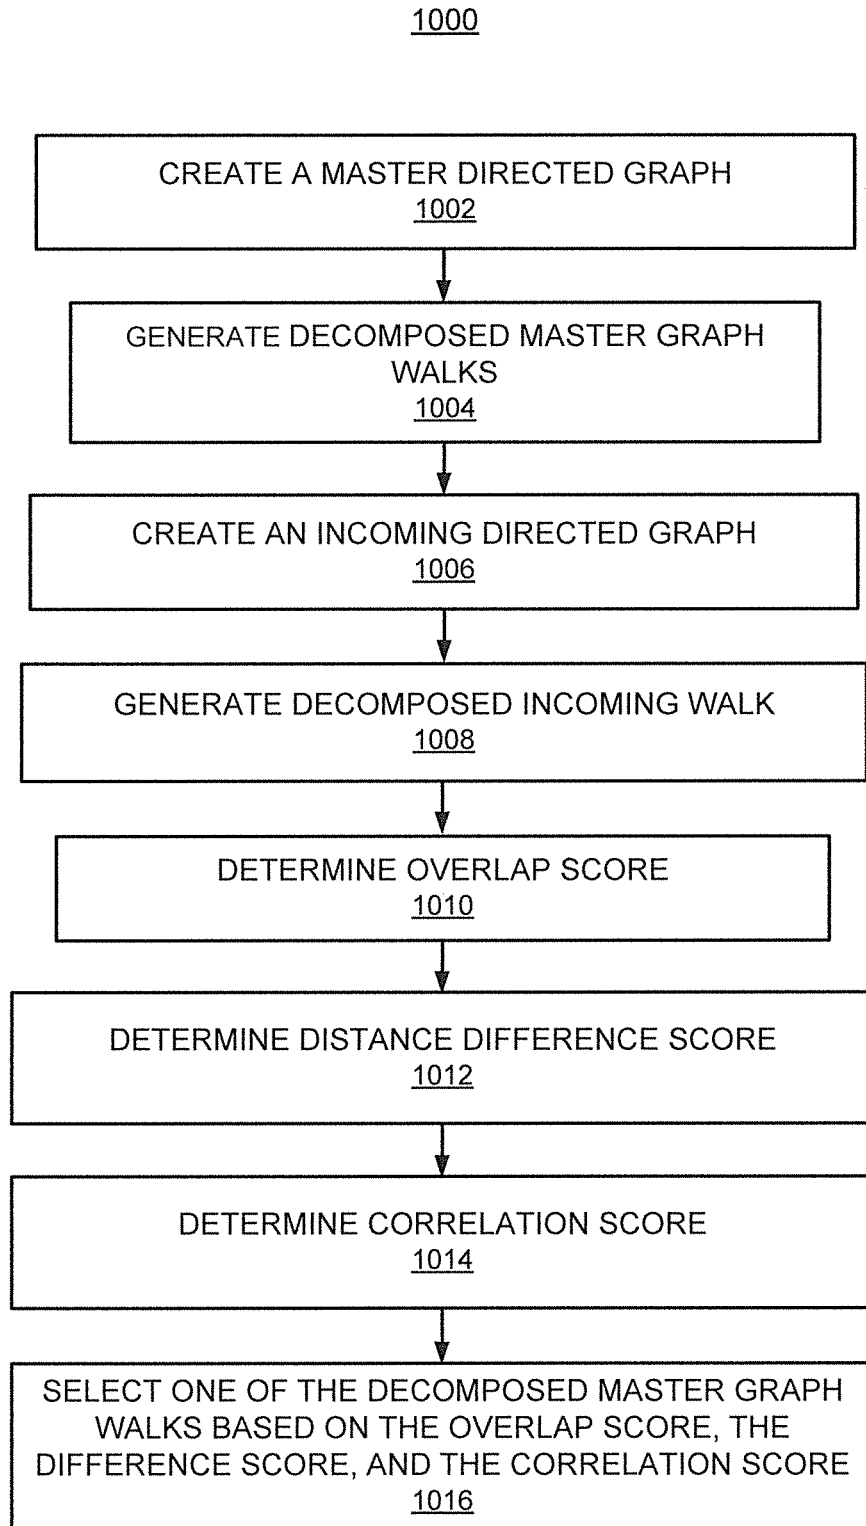 1000
CREATE A MASTER DIRECTED GRAPH
1002
GENERATE DECOMPOSED MASTER GRAPH
WALKS
1004
CREATE AN INCOMING DIRECTED GRAPH
1006
GENERATE DECOMPOSED INCOMING WALK
1008
DETERMINE OVERLAP SCORE
1010
DETERMINE DISTANCE DIFFERENCE SCORE
1012
DETERMINE CORRELATION SCORE
1014
SELECT ONE OF THE DECOMPOSED MASTER GRAPH
WALKS BASED ON THE OVERLAP SCORE, THE
DIFFERENCE SCORE, AND THE CORRELATION SCORE
1016